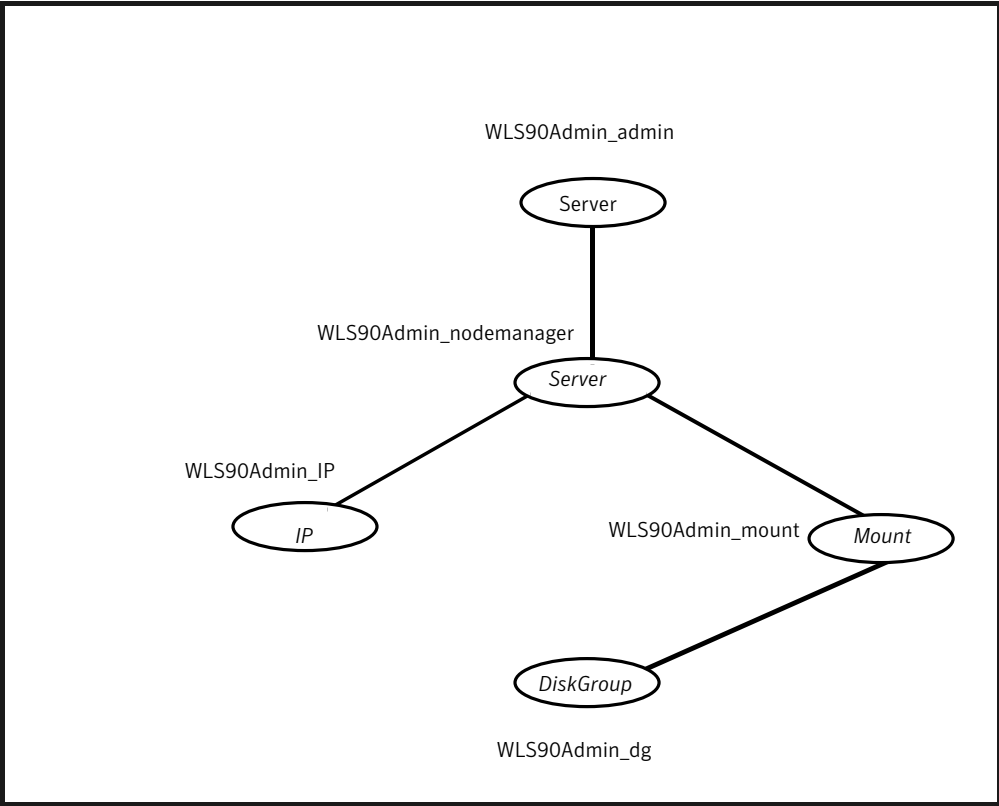 WLS90Admin_admin
Server
WLS90Admin_nodemanager
Server
WLS90Admin_IP
IP
WLS90Admin_mount
Mount
DiskGroup
WLS90Admin_dg